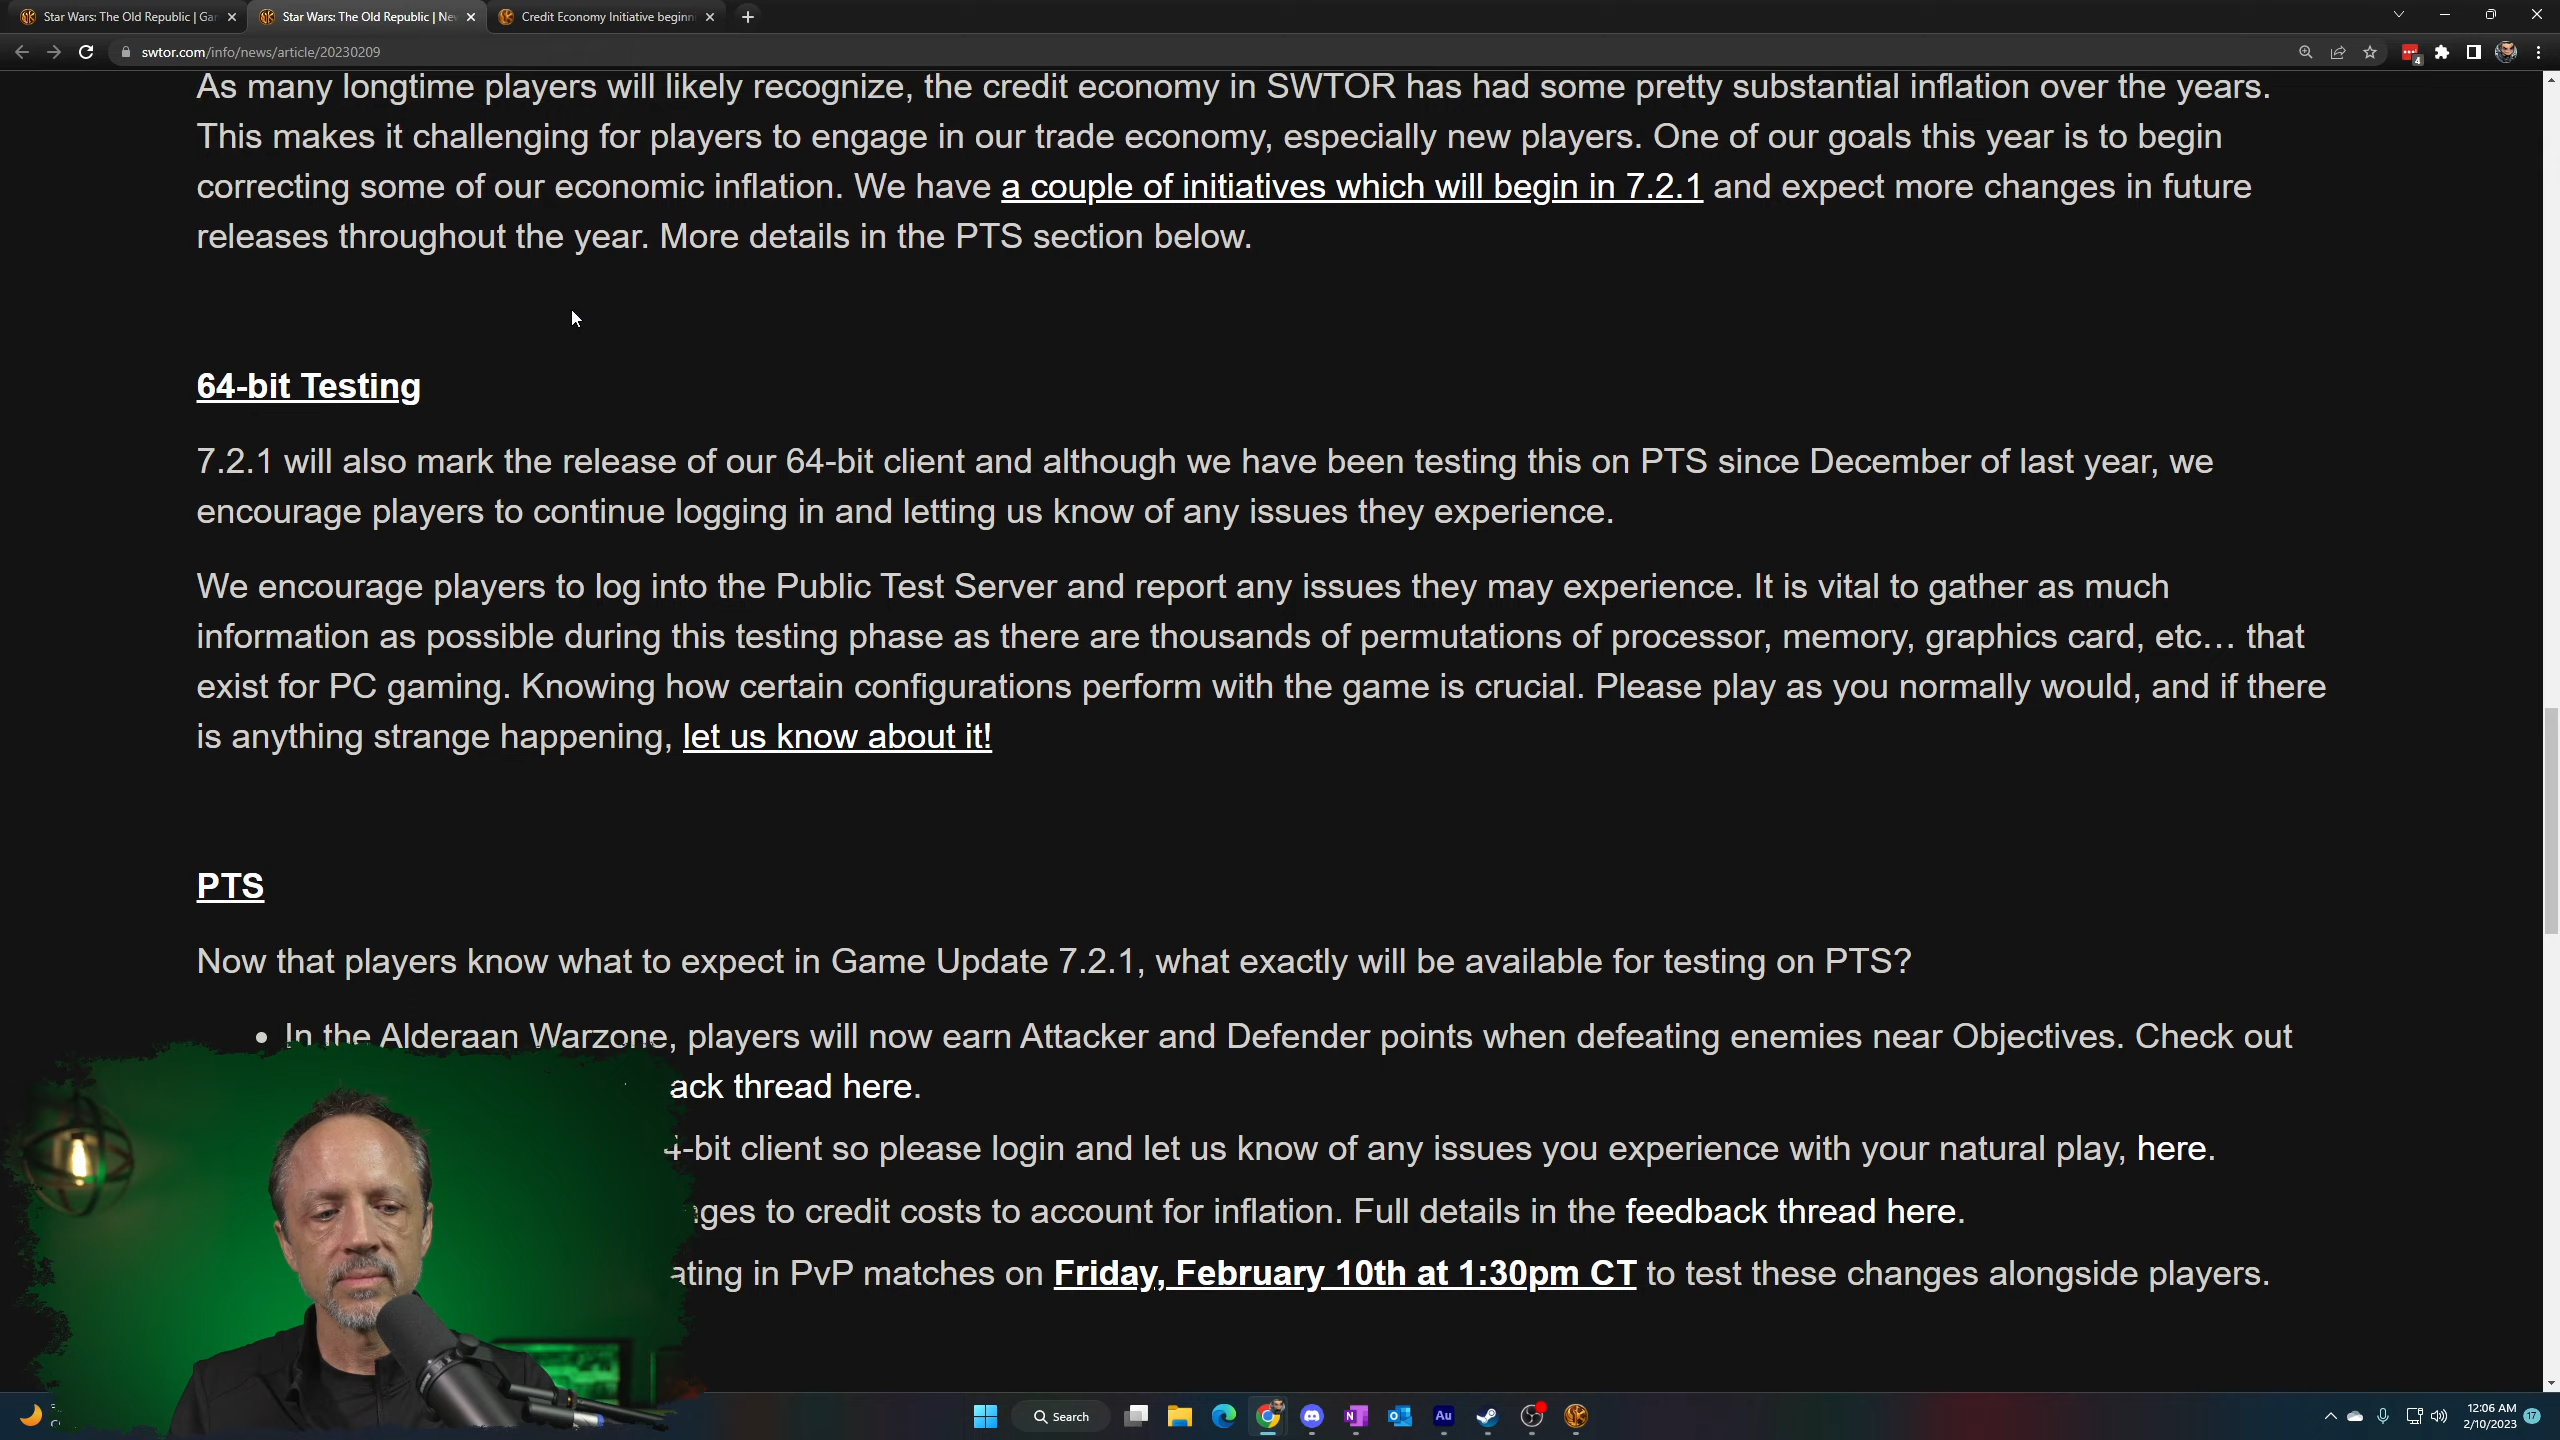 Star Wars: The Old Republic | Gar
Star Wars: The Old Republic | Ne
Credit Economy Initiative beginn
swtor.com/info/news/article/20230209
4
As many longtime players will likely recognize, the credit economy in SWTOR has had some pretty substantial inflation over the years.
This makes it challenging for players to engage in our trade economy, especially new players. One of our goals this year is to begin
correcting some of our economic inflation. We have a couple of initiatives which will begin in 7.2.1 and expect more changes in future
releases throughout the year. More details in the PTS section below.
64-bit Testing
7.2.1 will also mark the release of our 64-bit client and although we have been testing this on PTS since December of last year, we
encourage players to continue logging in and letting us know of any issues they experience.
We encourage players to log into the Public Test Server and report any issues they may experience. It is vital to gather as much
information as possible during this testing phase as there are thousands of permutations of processor, memory, graphics card, etc… that
exist for PC gaming. Knowing how certain configurations perform with the game is crucial. Please play as you normally would, and if there
is anything strange happening, let us know about it!
PTS
Now that players know what to expect in Game Update 7.2.1, what exactly will be available for testing on PTS?
• In the Alderaan Warzone, players will now earn Attacker and Defender points when defeating enemies near Objectives. Check out
ack thread here.
4-bit client so please login and let us know of any issues you experience with your natural play, here.
ges to credit costs to account for inflation. Full details in the feedback thread here.
ating in PvP matches on Friday, February 10th at 1:30pm CT to test these changes alongside players.
Search
Au
12:06 AM
2/10/2023
17